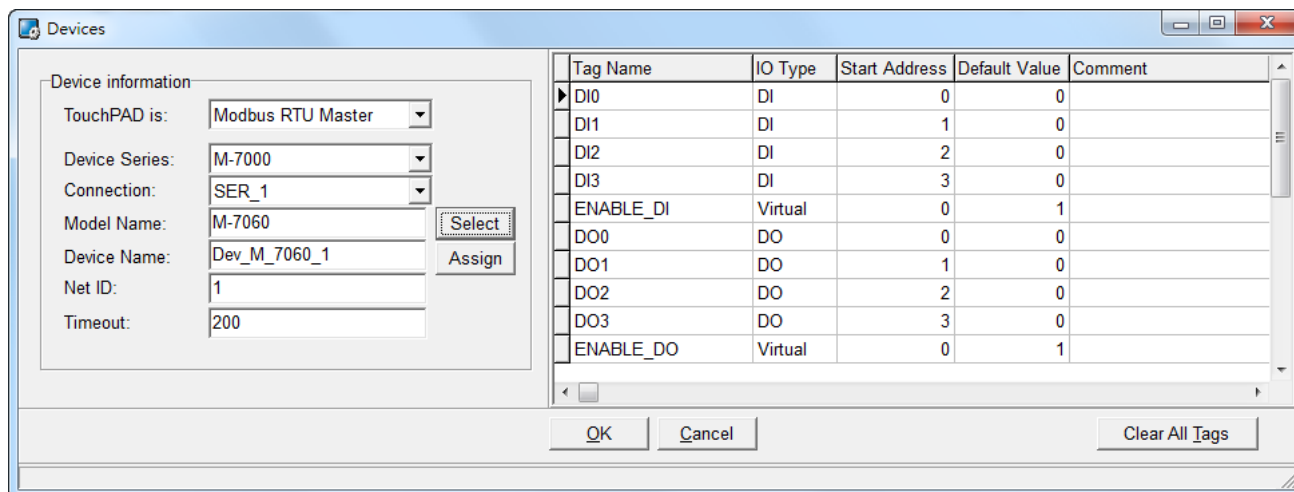 Devices
Device information
TouchPAD is: Modbus RTU Master
Device Series: M-7000
Connection: SER_1
Model Name: M-7060 Select
Device Name: Dev_M_7060_1 Assign
Net ID: 1
Timeout: 200
Tag Name IO Type Start Address Default Value Comment
DI0 DI 0 0
DI1 DI 1 0
DI2 DI 2 0
DI3 DI 3 0
ENABLE_DI Virtual 0 1
DO0 DO 0 0
DO1 DO 1 0
DO2 DO 2 0
DO3 DO 3 0
ENABLE_DO Virtual 0 1
OK Cancel Clear All Tags